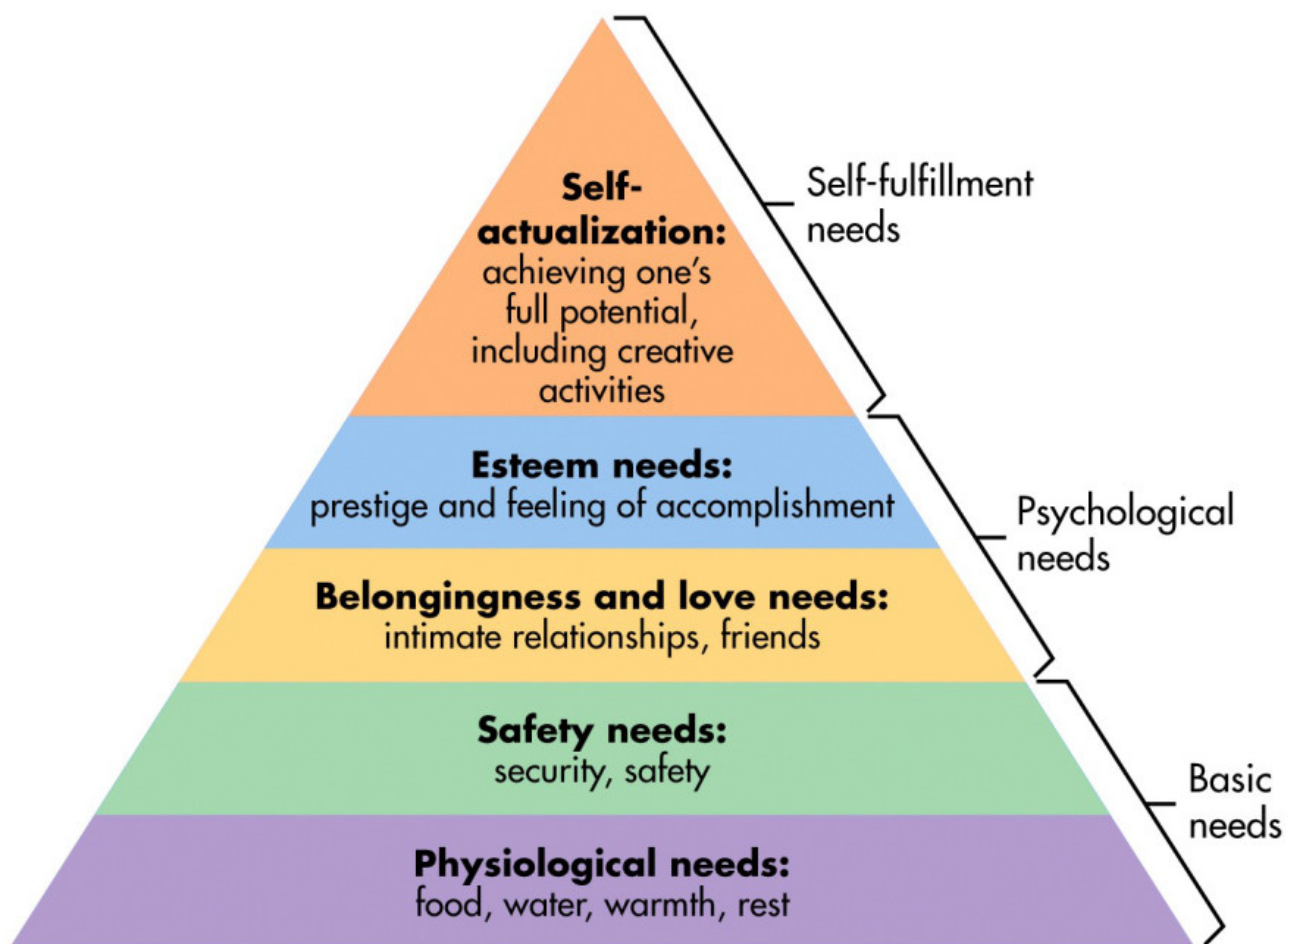 Self-
actualization:
achieving one's
full potential,
including creative
activities
Self-fulfillment
needs
Esteem needs:
prestige and feeling of accomplishment
Belongingness and love needs:
intimate relationships, friends
Psychological
needs
Safety needs:
security, safety
Physiological needs:
food, water, warmth, rest
Basic
needs